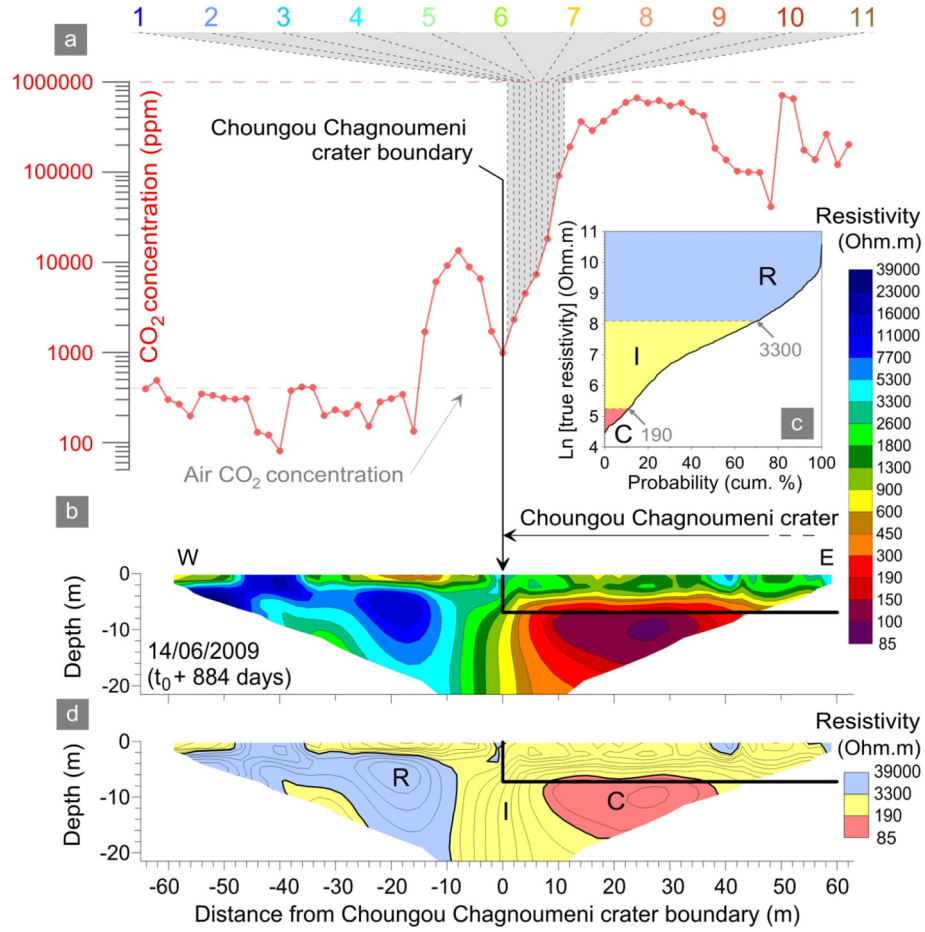 1 2 3 4 5 6 7 8 9 10 11
a
1000000
100000
10000
1000
100
CO2 concentration (ppm)
Choungou Chagnoumeni
crater boundary
Air CO2 concentration
Ln [true resistivity] (Ohm.m)
11
10
9
8
7
6
5
4
R
I
C
3300
190
c
0 20 40 60 80 100
Probability (cum. %)
Resistivity
(Ohm.m)
39000
23000
16000
11000
7700
5300
3700
2600
1800
1300
900
600
450
300
150
100
85
b
Choungou Chagnoumeni crater
W E
Depth (m)
0
-10
-20
14/06/2009
(t0 + 884 days)
d
Depth (m)
0
-10
-20
R
I
C
Resistivity
(Ohm.m)
39000
3300
190
85
-60 -50 -40 -30 -20 -10 0 10 20 30 40 50 60
Distance from Choungou Chagnoumeni crater boundary (m)